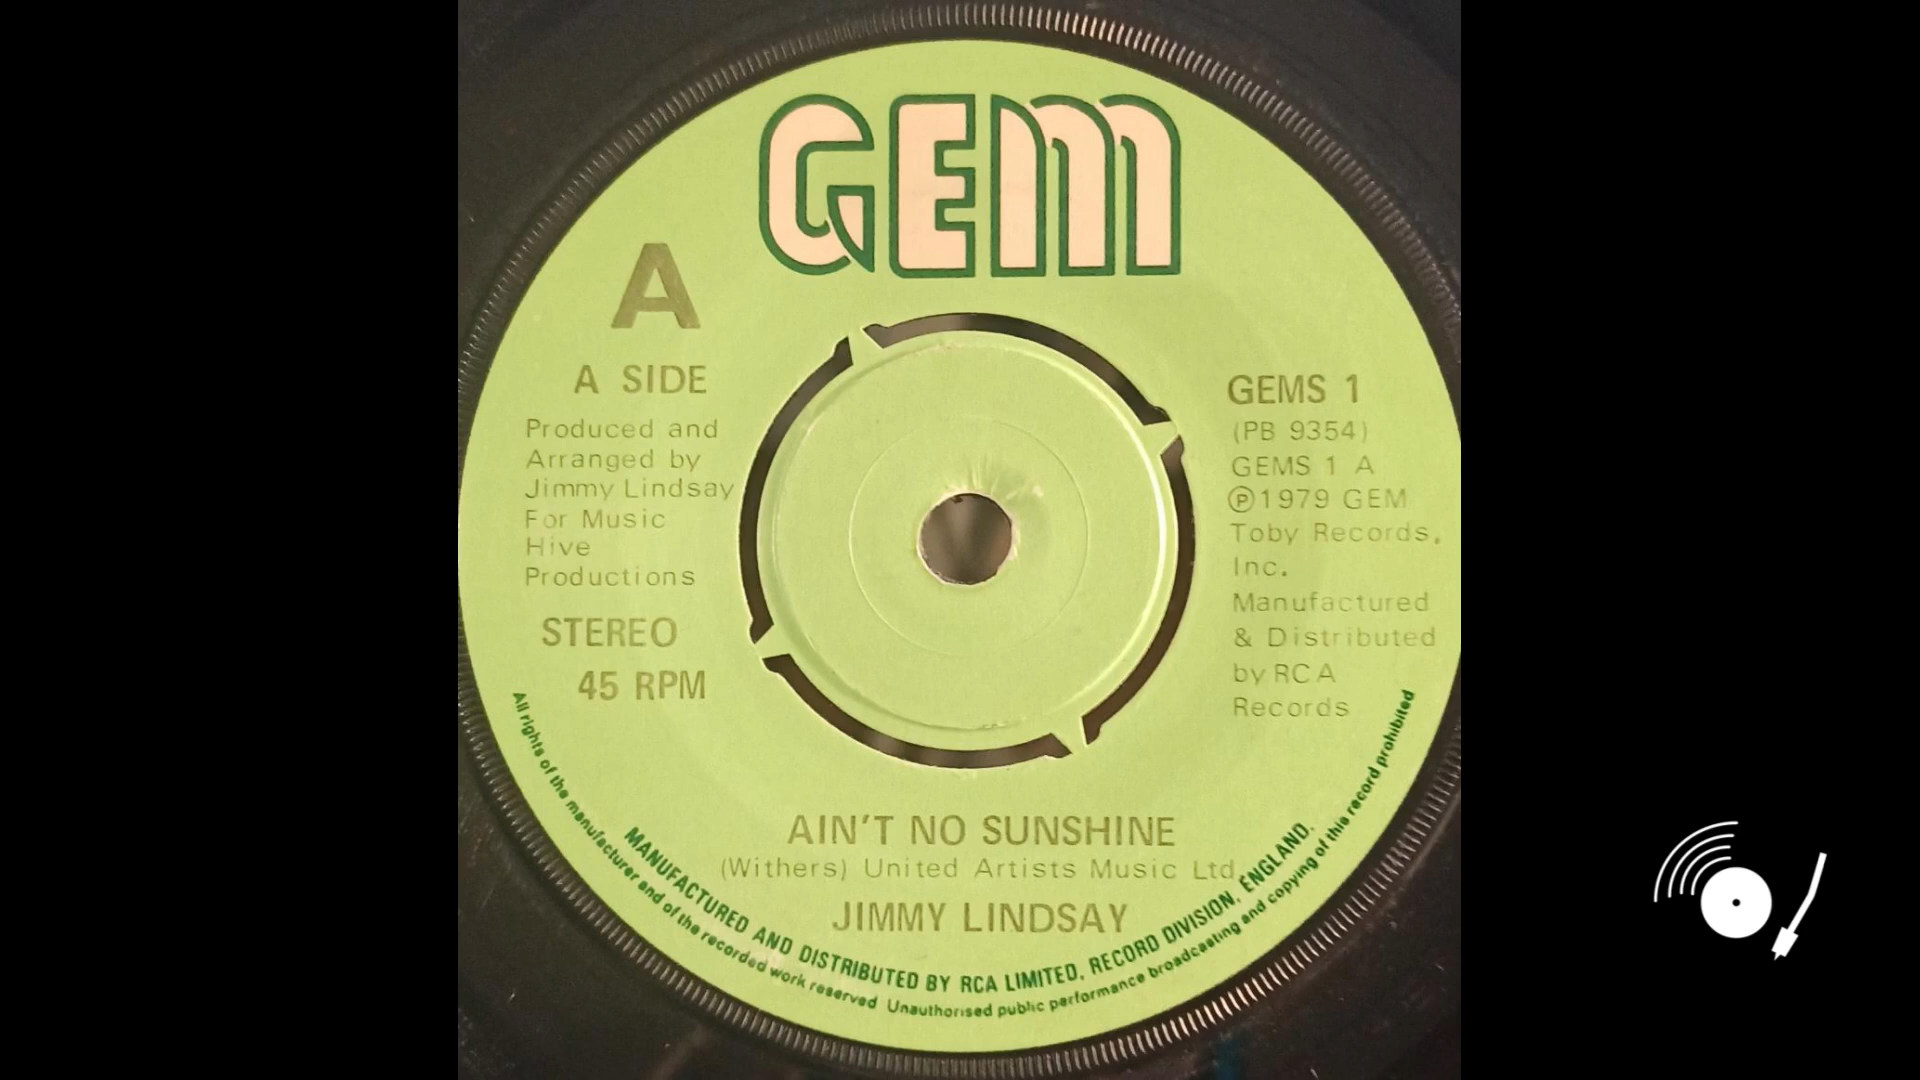 GEM
A
A SIDE
Produced and
Arranged by
Jimmy Lindsay
For Music
Hive
Productions
STEREO
45 RPM
GEMS 1
(PB 9354)
GEMS 1 A
Ⓟ1979 GEM
Toby Records,
Inc.
Manufactured
& Distributed
by RCA
Records
AIN'T NO SUNSHINE
(Withers) United Artists Music Ltd.
JIMMY LINDSAY
MANUFACTURED AND DISTRIBUTED BY RCA LIMITED, RECORD DIVISION, ENGLAND.
All rights of the manufacturer and of the recorded work reserved Unauthorised public performance broadcasting and copying of this record prohibited